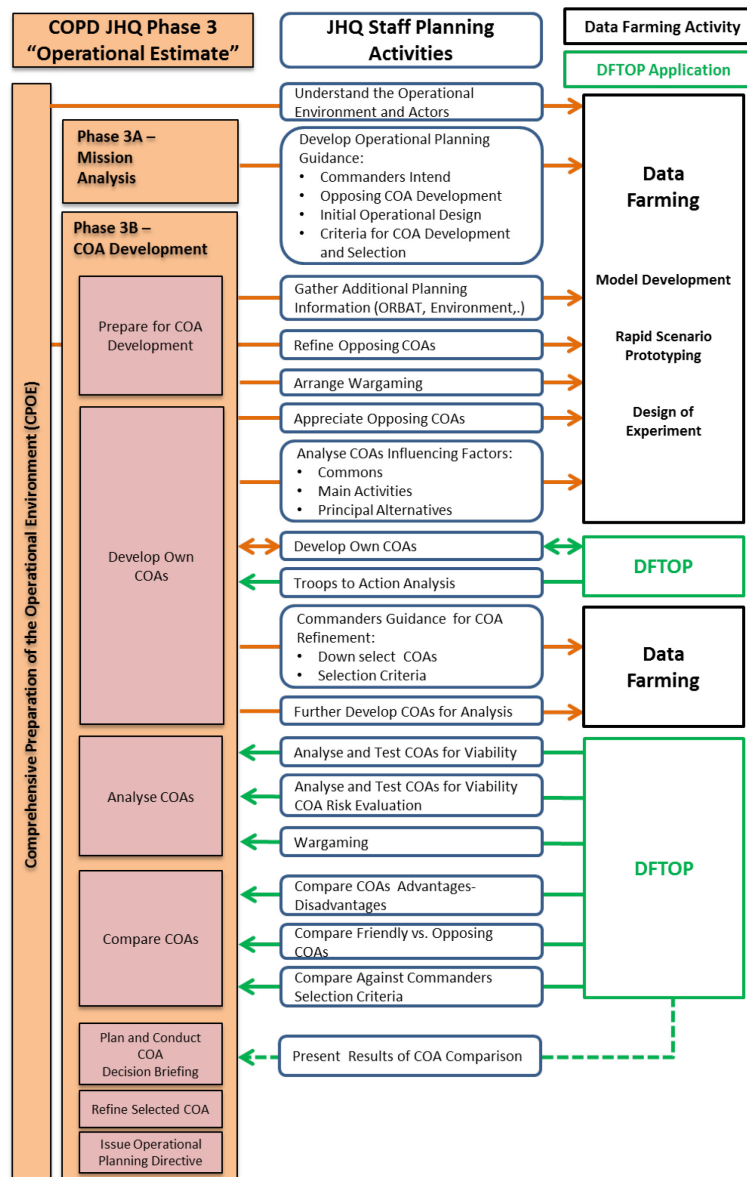 COPD JHQ Phase 3
“Operational Estimate”
JHQ Staff Planning
Activities
Data Farming Activity
DFTOP Application
Comprehensive Preparation of the Operational Environment (CPOE)
Phase 3A –
Mission
Analysis
Phase 3B –
COA Development
Prepare for COA
Development
Develop Own
COAs
Analyse COAs
Compare COAs
Plan and Conduct
COA
Decision Briefing
Refine Selected COA
Issue Operational
Planning Directive
Understand the Operational
Environment and Actors
Develop Operational Planning
Guidance:
• Commanders Intend
• Opposing COA Development
• Initial Operational Design
• Criteria for COA Development
and Selection
Gather Additional Planning
Information (ORBAT, Environment,.)
Refine Opposing COAs
Arrange Wargaming
Appreciate Opposing COAs
Analyse COAs Influencing Factors:
• Commons
• Main Activities
• Principal Alternatives
Develop Own COAs
Troops to Action Analysis
Commanders Guidance for COA
Refinement:
• Down select COAs
• Selection Criteria
Further Develop COAs for Analysis
Analyse and Test COAs for Viability
Analyse and Test COAs for Viability
COA Risk Evaluation
Wargaming
Compare COAs Advantages-
Disadvantages
Compare Friendly vs. Opposing
COAs
Compare Against Commanders
Selection Criteria
Present Results of COA Comparison
Data
Farming
Model Development
Rapid Scenario
Prototyping
Design of
Experiment
DFTOP
Data
Farming
DFTOP